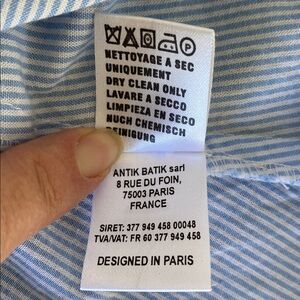 NETTOYAGE A SEC
UNIQUEMENT
DRY CLEAN ONLY
LAVARE A SECCO
LIMPIEZA EN SECO
NUCH CHEMISCH
REINIGUNG
ANTIK BATIK sarl
8 RUE DU FOIN,
75003 PARIS
FRANCE
SIRET: 377 949 458 00048
TVA/VAT: FR 60 377 949 458
DESIGNED IN PARIS